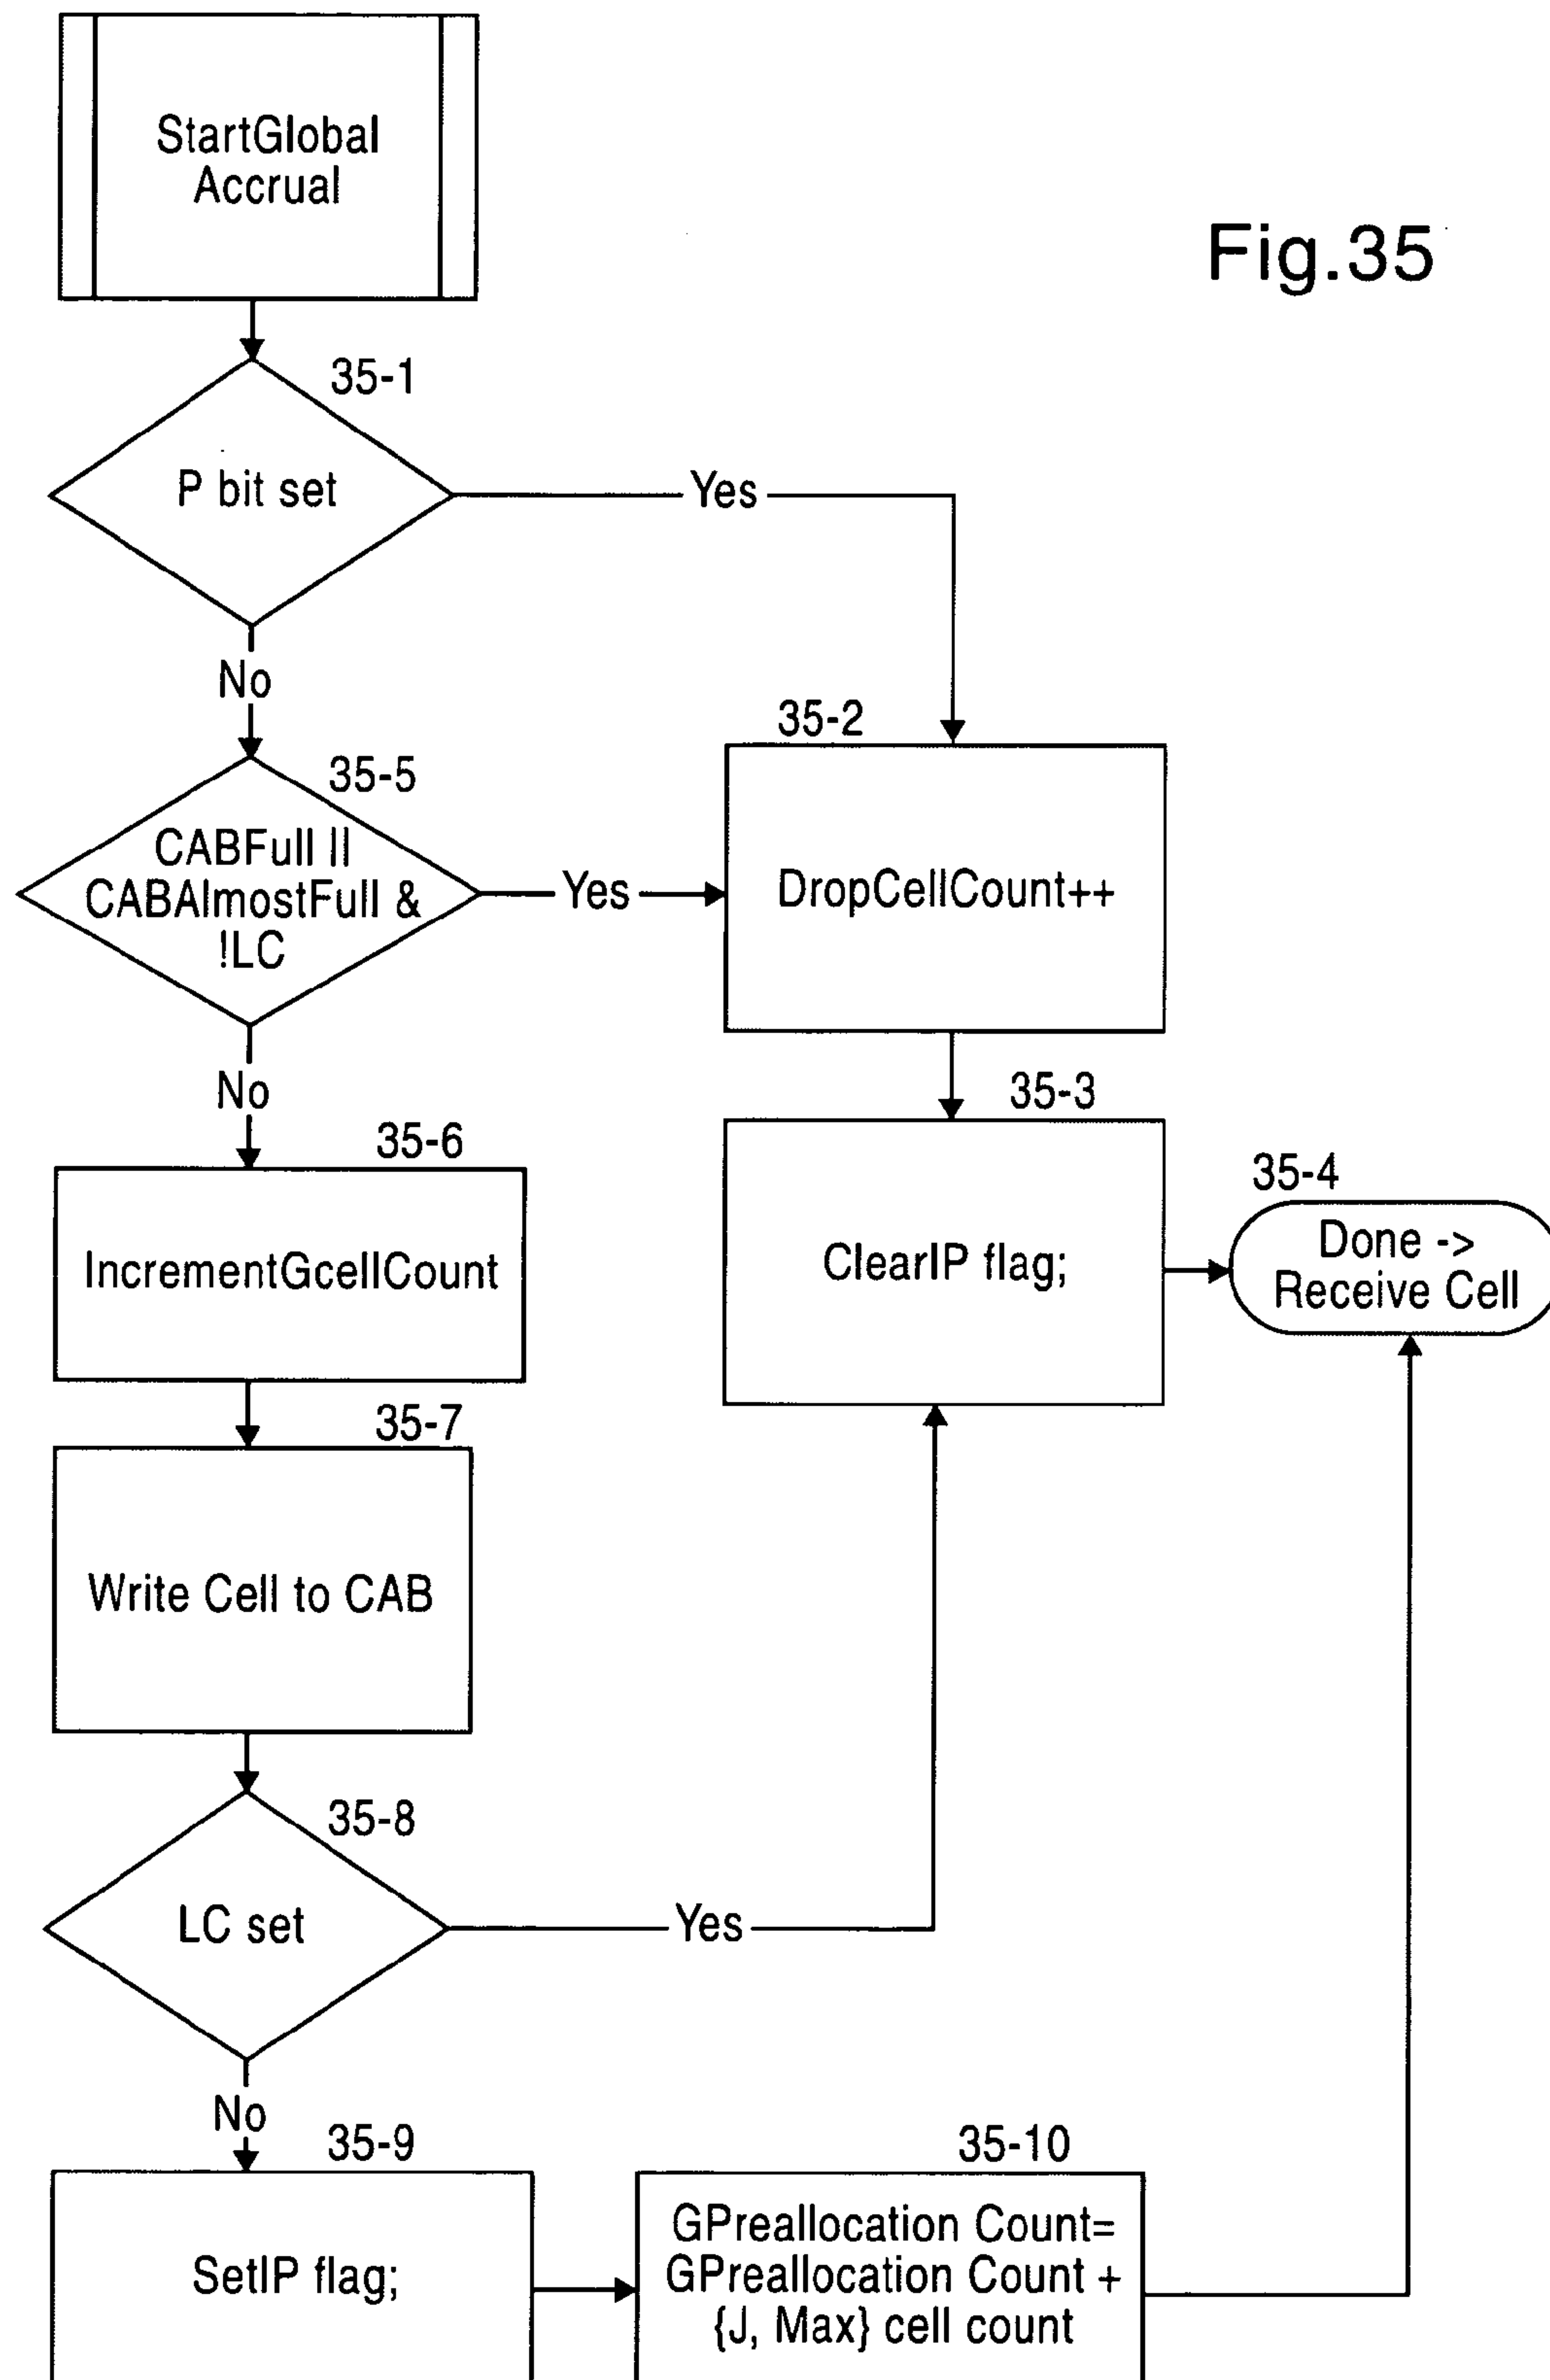 StartGlobal
Accrual
Fig.35
35-1
P bit set
Yes
No
35-2
35-5
CABFull ||
CABAlmostFull &
!LC
Yes
DropCellCount++
No
35-3
35-6
35-4
IncrementGcellCount
ClearIP flag;
Done ->
Receive Cell
35-7
Write Cell to CAB
35-8
LC set
Yes
No
35-9
35-10
SetIP flag;
GPreallocation Count=
GPreallocation Count +
{J, Max} cell count